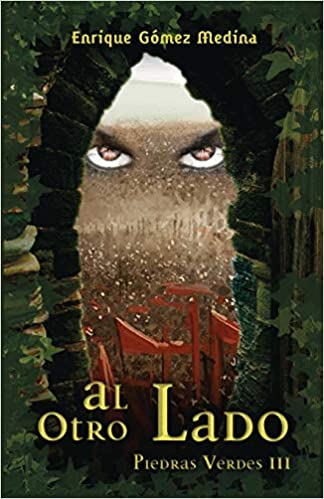 Enrique Gómez Medina
al
Otro Lado
Piedras Verdes III